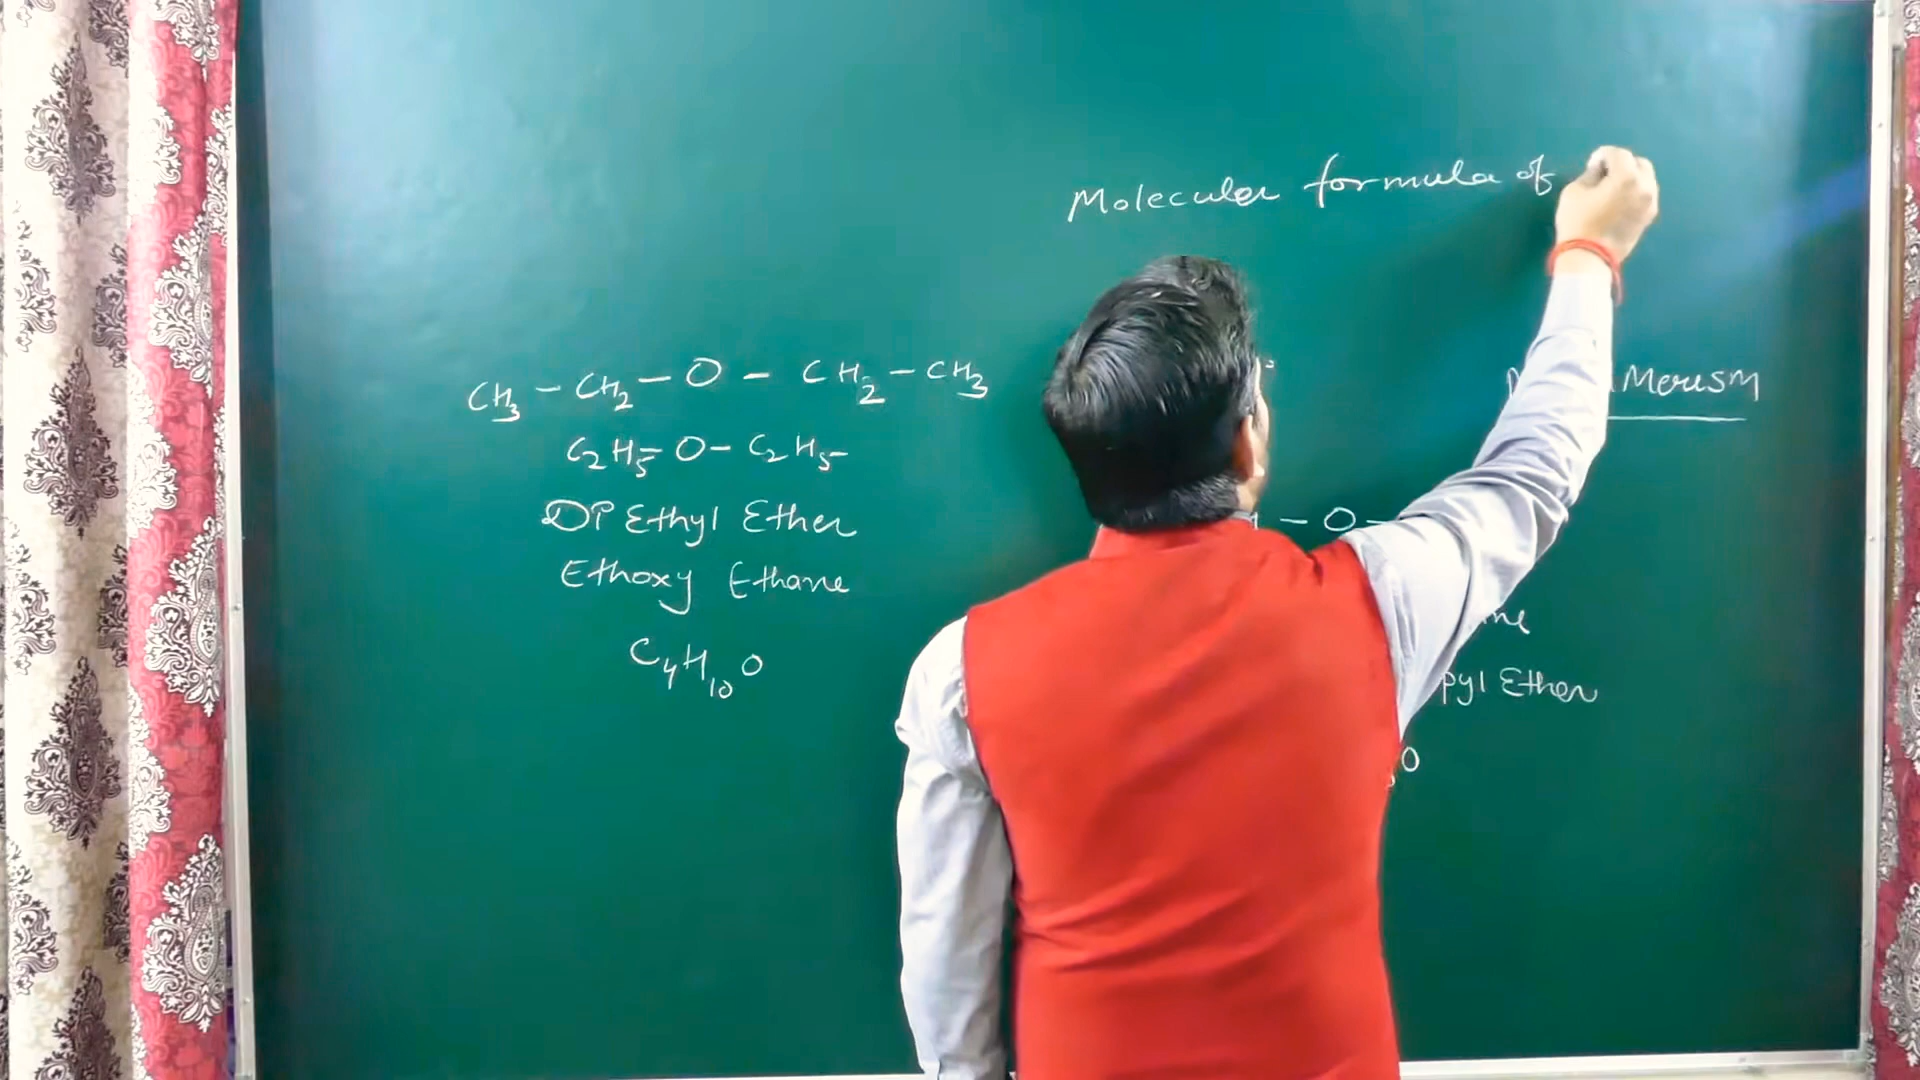 Molecular formula of
CH3 – CH2 – O – CH2 – CH3
C2H5 – O – C2H5
Merism
Di Ethyl Ether
– O –
Ethoxy Ethane
C4H10O
pyl Ether
O